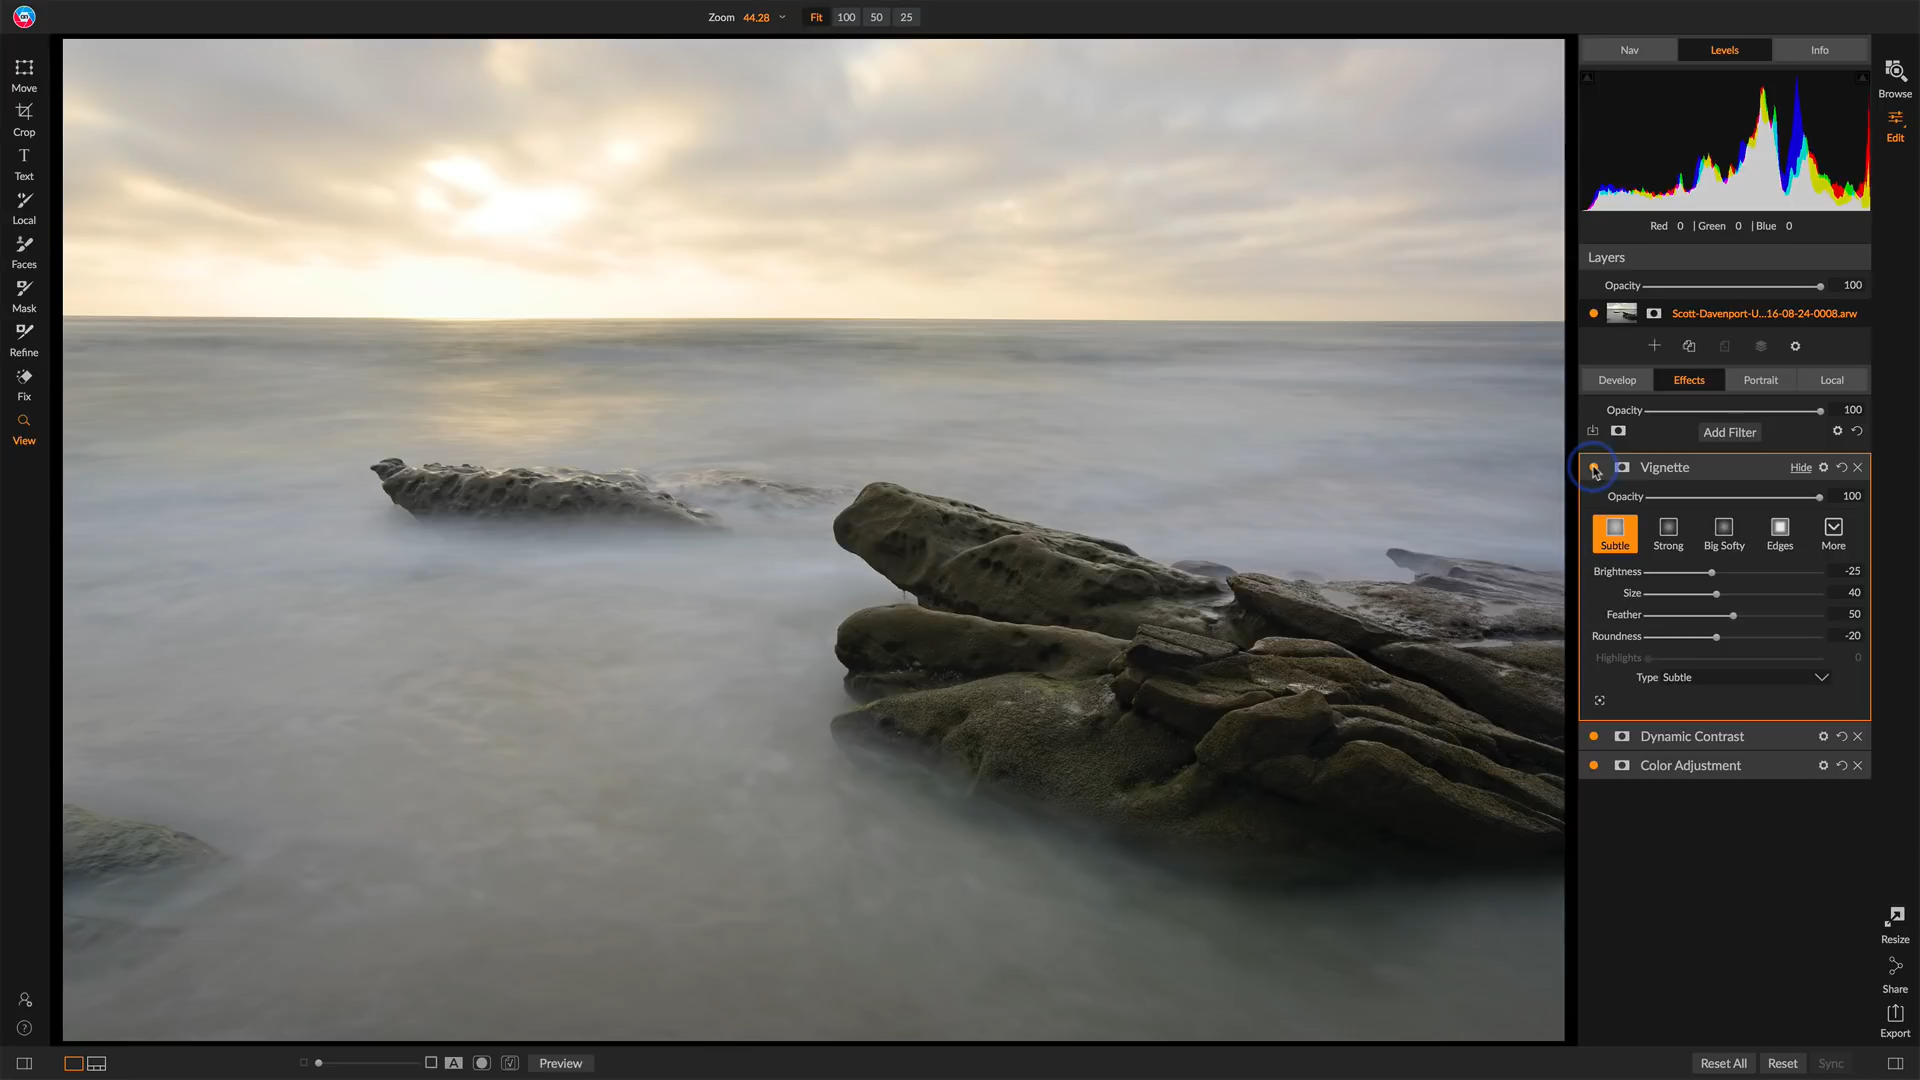 Zoom 44.28 Fit 100 50 25
Nav Levels Info
Move
Crop
Text
Local
Faces
Mask
Refine
Fix
View
Browse
Edit
Red 0 | Green 0 | Blue 0
Layers
Opacity 100
Scott-Davenport-U...16-08-24-0008.arw
Develop Effects Portrait Local
Opacity 100
Add Filter
Vignette Hide
Opacity 100
Subtle Strong Big Softy Edges More
Brightness -25
Size 40
Feather 50
Roundness -20
Highlights 0
Type Subtle
Dynamic Contrast
Color Adjustment
Resize
Share
Export
A Preview Reset All Reset Sync